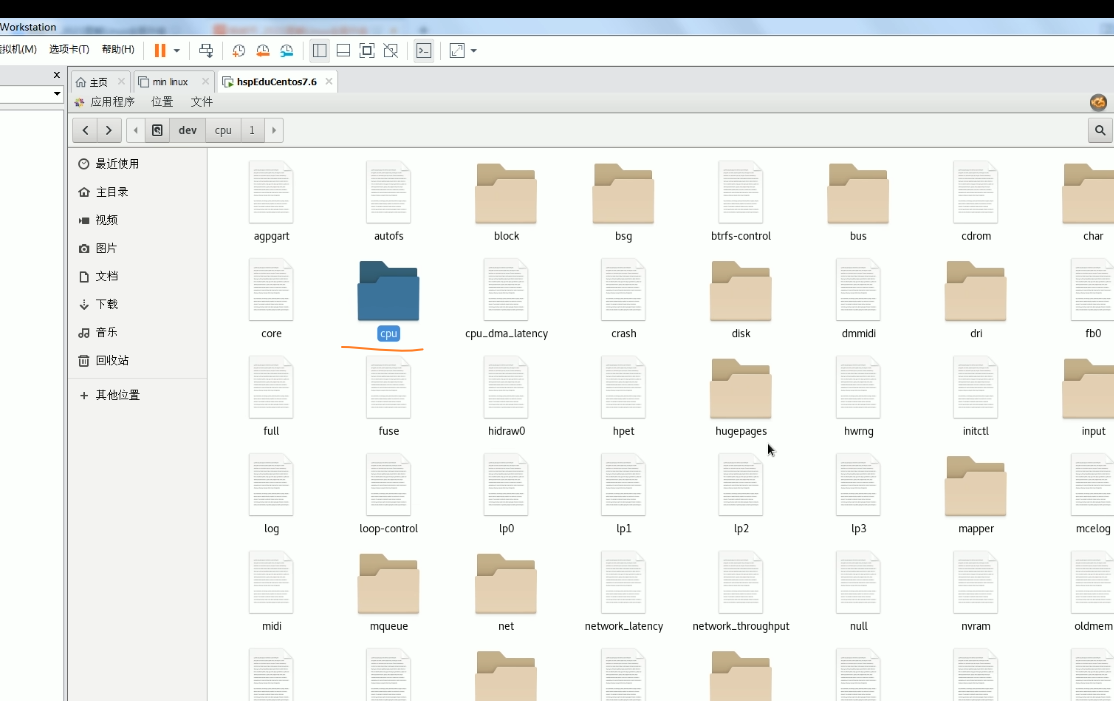 Workstation
拟机(M) 选项卡(T) 帮助(H)
主页 min linux hspEduCentos7.6
应用程序 位置 文件
dev cpu 1
最近使用
主目录
视频
图片
文档
下载
音乐
回收站
其他位置
agpgart autofs block bsg btrfs-control bus cdrom char
core cpu cpu_dma_latency crash disk dmmidi dri fb0
full fuse hidraw0 hpet hugepages hwrng initctl input
log loop-control lp0 lp1 lp2 lp3 mapper mcelog
midi mqueue net network_latency network_throughput null nvram oldmem